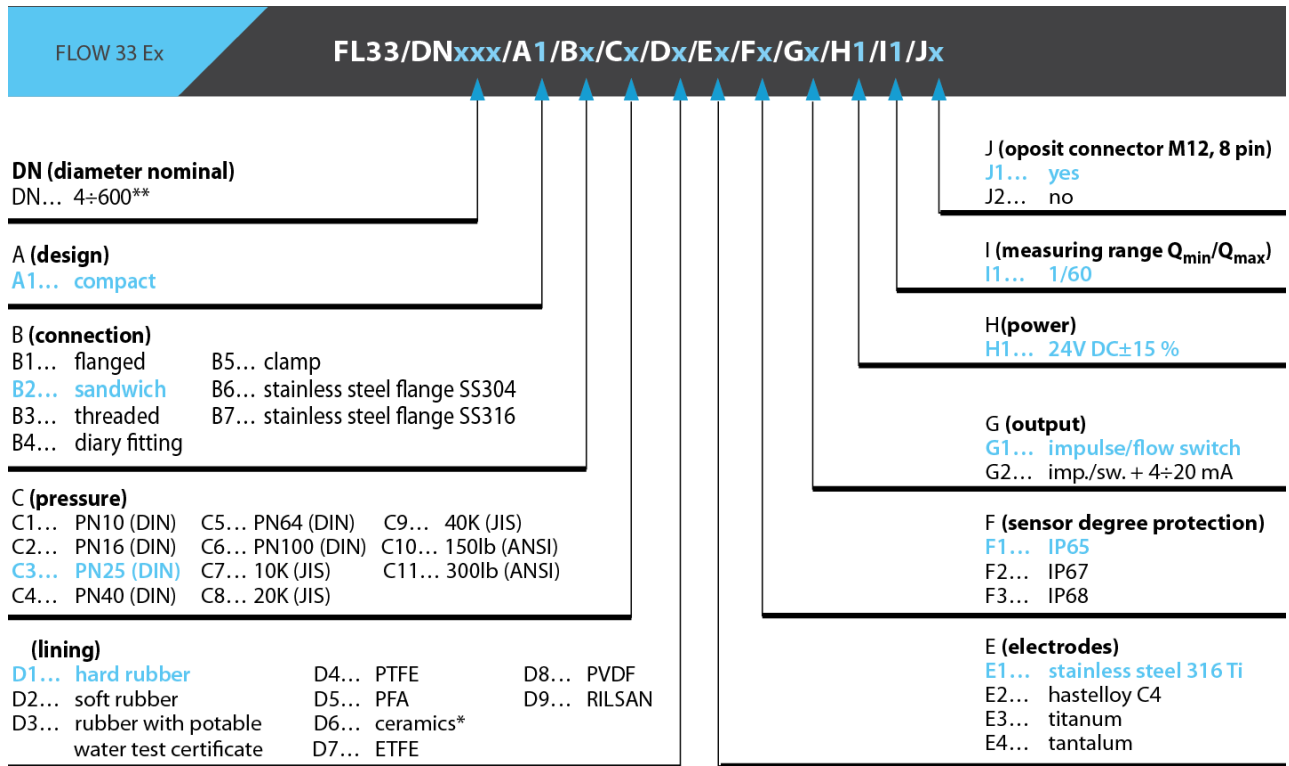 FLOW 33 Ex
FL33/DNxxx/A1/Bx/Cx/Dx/Ex/Fx/Gx/H1/I1/Jx
DN (diameter nominal)
DN... 4÷600**
A (design)
A1... compact
B (connection)
B1... flanged B5... clamp
B2... sandwich B6... stainless steel flange SS304
B3... threaded B7... stainless steel flange SS316
B4... diary fitting
C (pressure)
C1... PN10 (DIN) C5... PN64 (DIN) C9... 40K (JIS)
C2... PN16 (DIN) C6... PN100 (DIN) C10... 150lb (ANSI)
C3... PN25 (DIN) C7... 10K (JIS) C11... 300lb (ANSI)
C4... PN40 (DIN) C8... 20K (JIS)
(lining)
D1... hard rubber D4... PTFE D8... PVDF
D2... soft rubber D5... PFA D9... RILSAN
D3... rubber with potable D6... ceramics*
water test certificate D7... ETFE
J (oposit connector M12, 8 pin)
J1... yes
J2... no
I (measuring range Qmin/Qmax)
I1... 1/60
H(power)
H1... 24V DC±15 %
G (output)
G1... impulse/flow switch
G2... imp./sw. + 4÷20 mA
F (sensor degree protection)
F1... IP65
F2... IP67
F3... IP68
E (electrodes)
E1... stainless steel 316 Ti
E2... hastelloy C4
E3... titanum
E4... tantalum